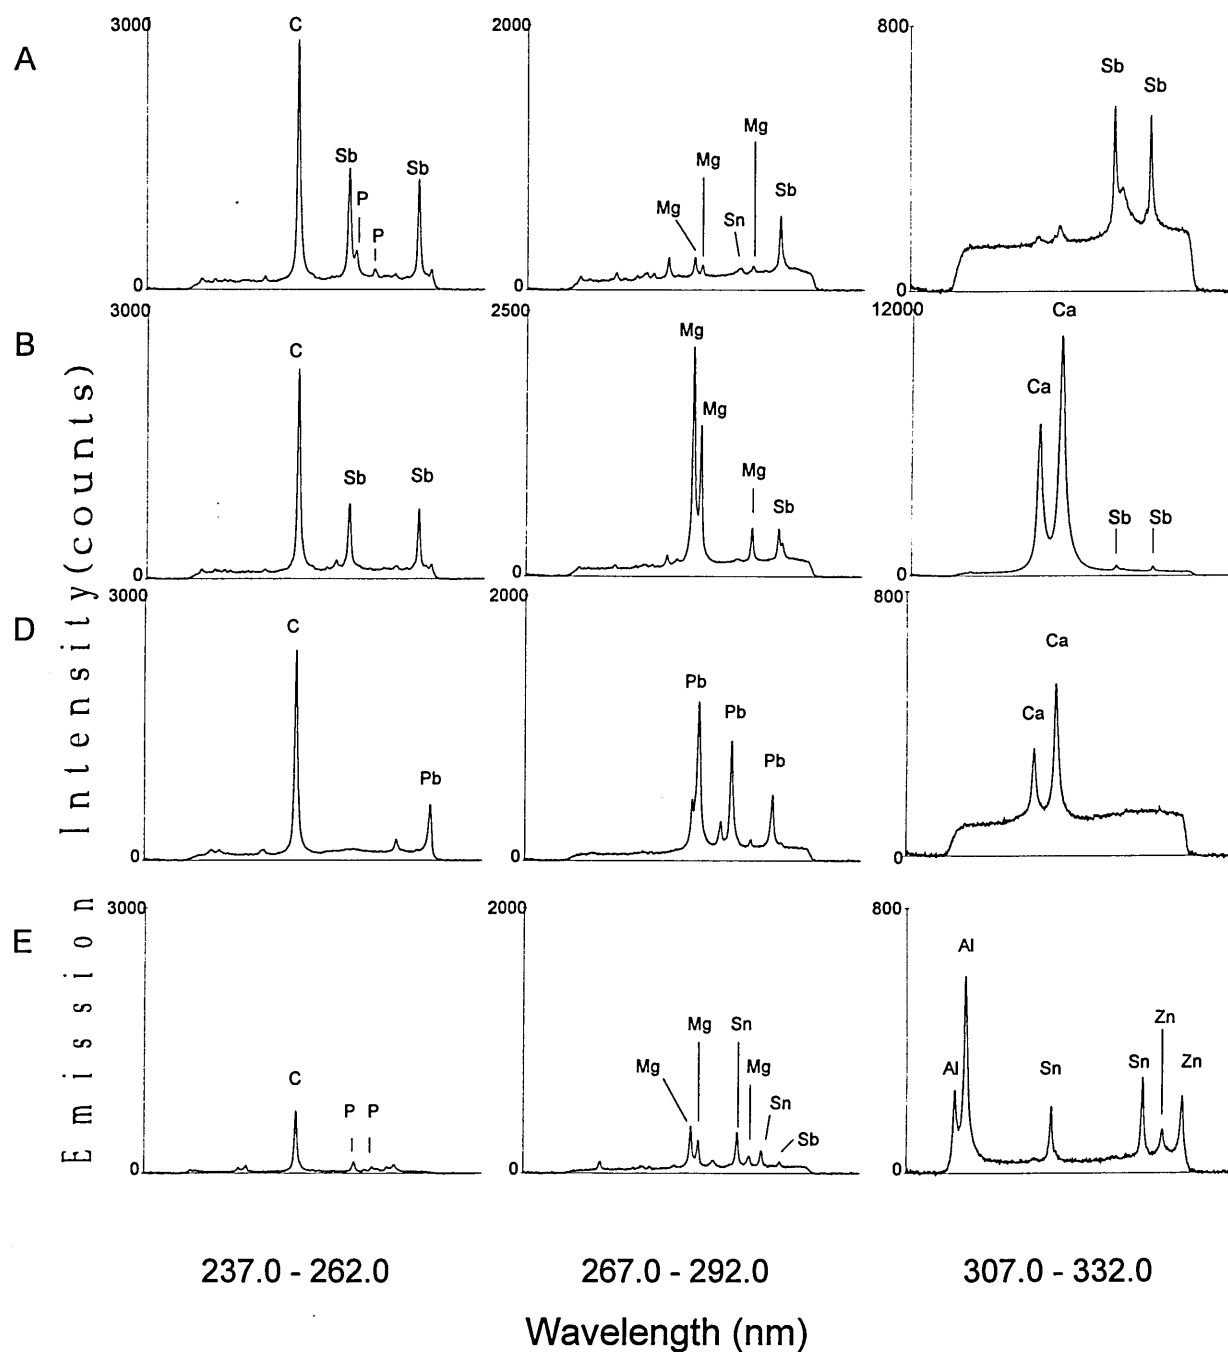 A
3000
C
Sb
P
P
Sb
0
2000
Mg
Mg
Mg
Sn
Sb
0
800
Sb
Sb
0
B
3000
C
Sb
Sb
0
2500
Mg
Mg
Mg
Sb
0
12000
Ca
Ca
Sb
Sb
0
D
3000
C
Pb
0
2000
Pb
Pb
Pb
0
800
Ca
Ca
0
E
3000
C
P
P
0
2000
Mg
Mg
Sn
Mg
Sn
Sb
0
800
Al
Al
Sn
Sn
Zn
Zn
0
Emission Intensity (counts)
237.0 - 262.0
267.0 - 292.0
307.0 - 332.0
Wavelength (nm)